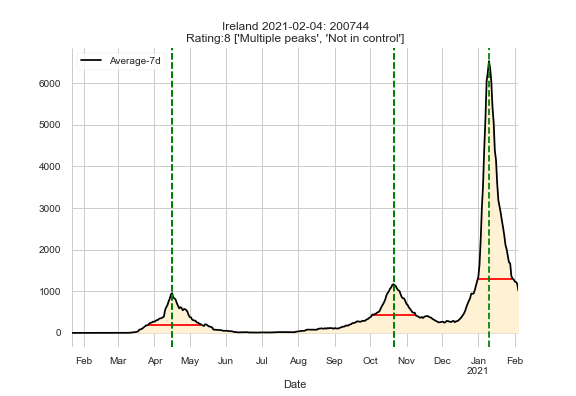 Ireland 2021-02-04: 200744
Rating:8 ['Multiple peaks', 'Not in control']
Average-7d
6000
5000
4000
3000
2000
1000
0
Feb Mar Apr May Jun Jul Aug Sep Oct Nov Dec Jan Feb
2021
Date